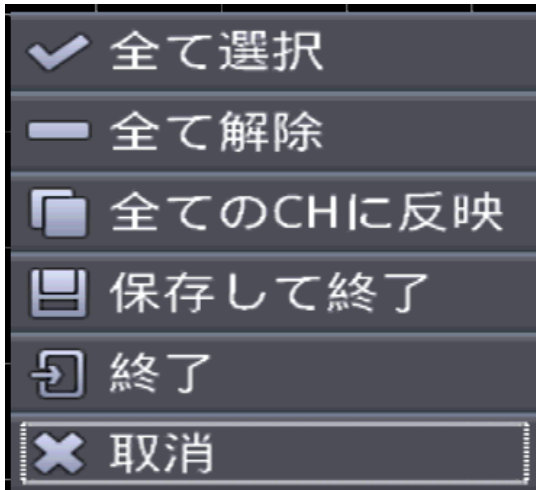 全て選択
全て解除
全てのCHに反映
保存して終了
終了
取消